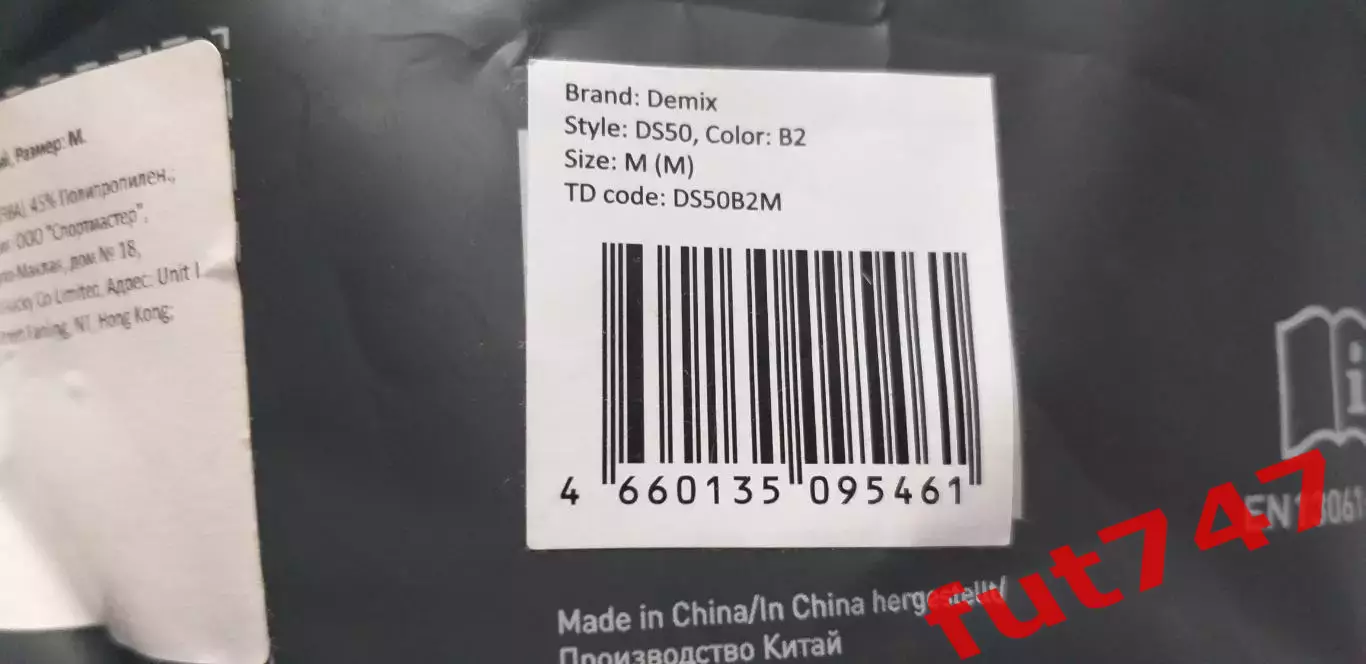 Размер: M.
45% Полипропилен.;
ООО "Спортмастер",
дом № 18,
Co Limited, Адрес: Unit I
Fanling, NT, Hong Kong;
Brand: Demix
Style: DS50, Color: B2
Size: M (M)
TD code: DS50B2M
4 660135 095461
i
EN13061
Made in China/In China hergestellt/
Производство Китай
fut747